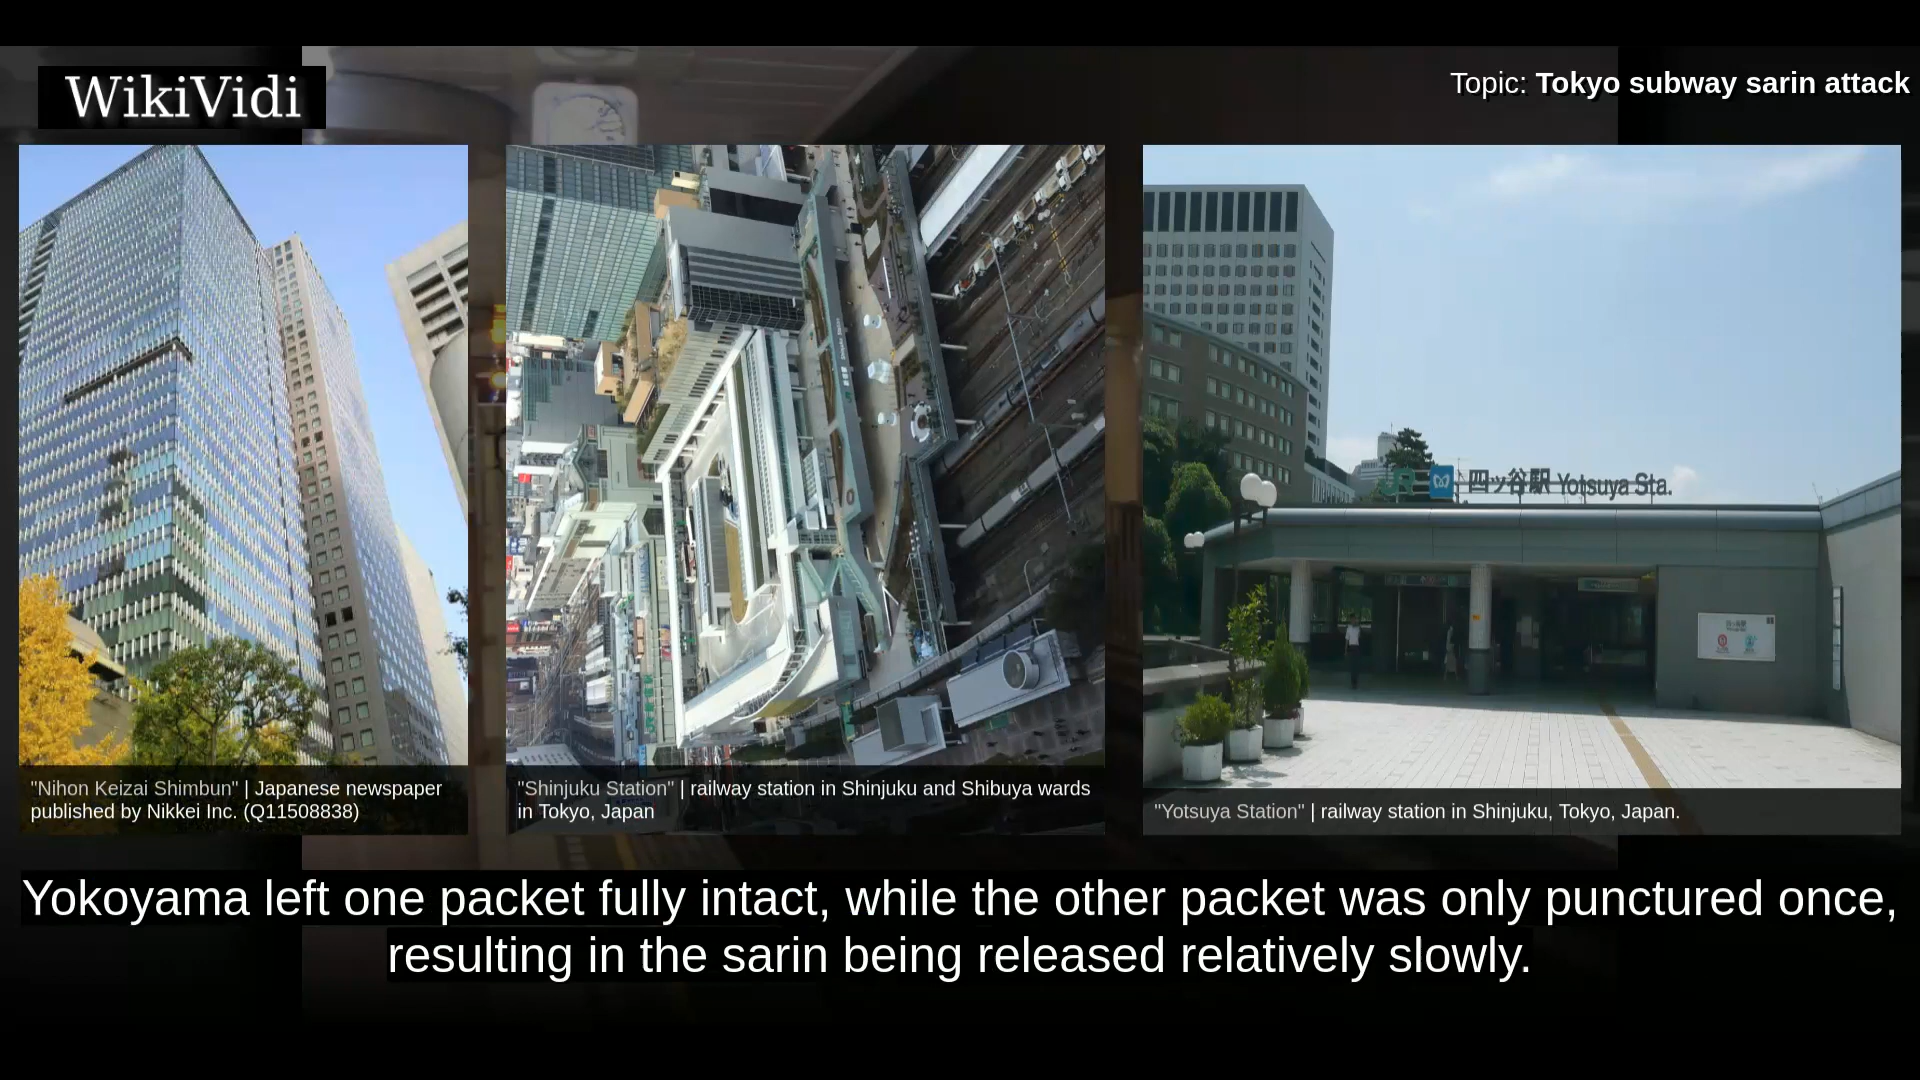 WikiVidi
Topic: Tokyo subway sarin attack
四ッ谷駅 Yotsuya Sta.
"Nihon Keizai Shimbun" | Japanese newspaper
published by Nikkei Inc. (Q11508838)
"Shinjuku Station" | railway station in Shinjuku and Shibuya wards
in Tokyo, Japan
"Yotsuya Station" | railway station in Shinjuku, Tokyo, Japan.
Yokoyama left one packet fully intact, while the other packet was only punctured once,
resulting in the sarin being released relatively slowly.